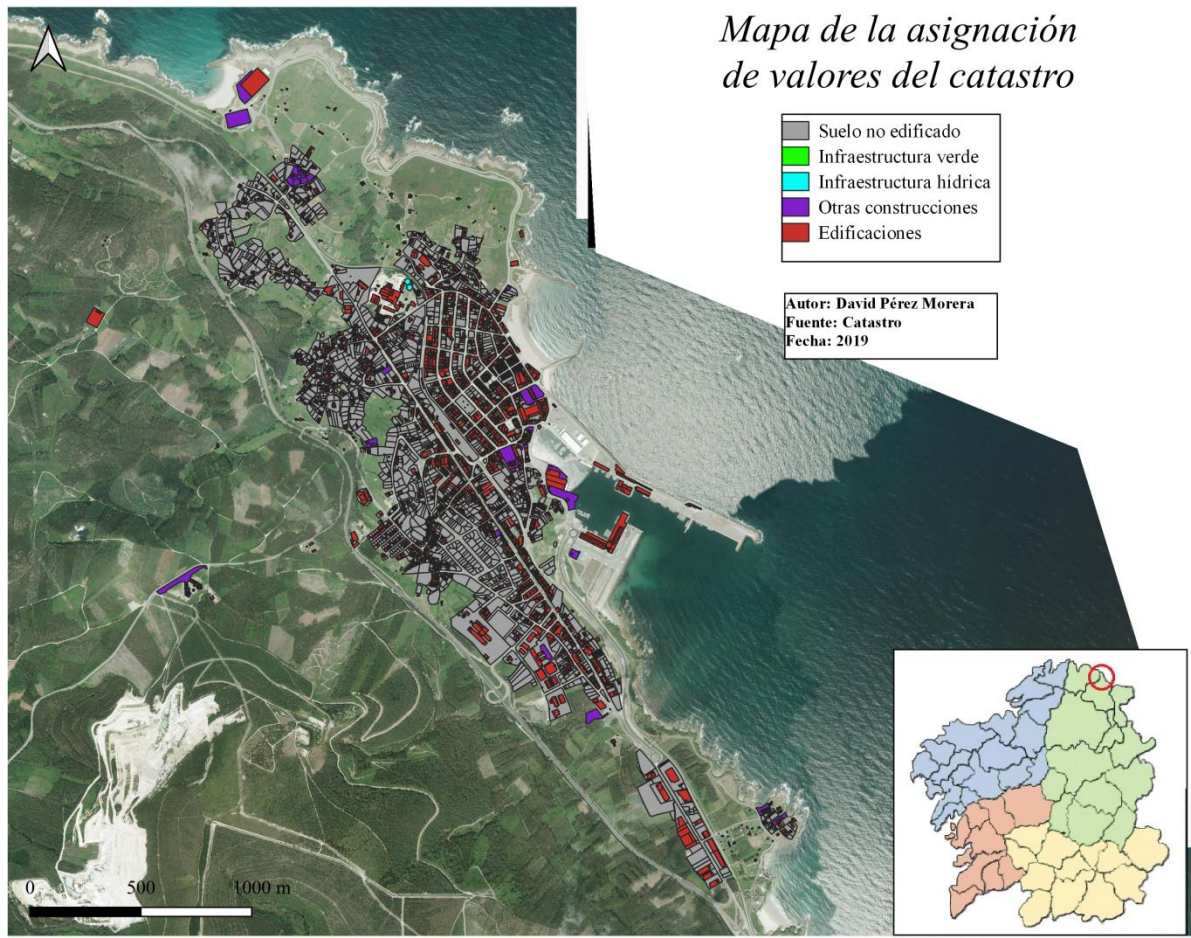 Mapa de la asignación
de valores del catastro
Suelo no edificado
Infraestructura verde
Infraestructura hídrica
Otras construcciones
Edificaciones
Autor: David Pérez Morera
Fuente: Catastro
Fecha: 2019
0 500 1000 m